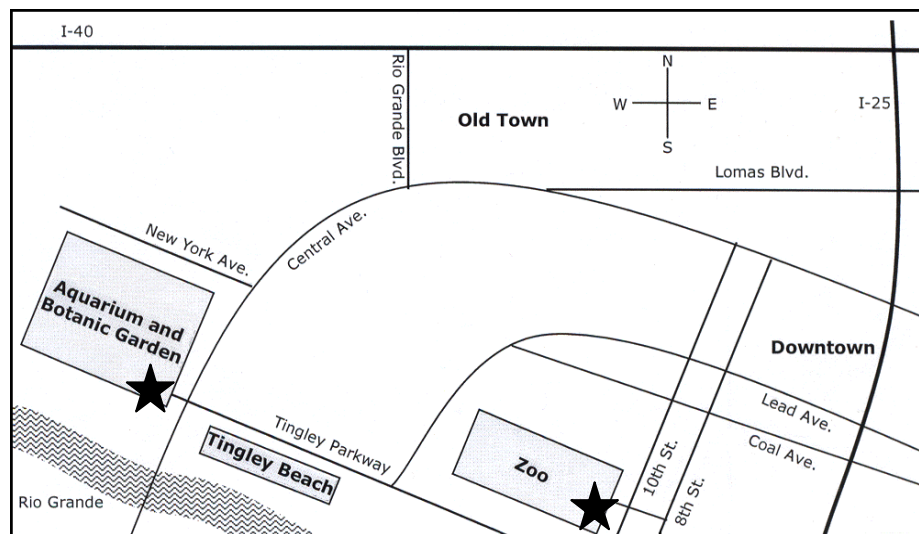 I-40
N
Rio Grande Blvd.
W
E
I-25
Old Town
S
Lomas Blvd.
New York Ave.
Central Ave.
Aquarium and
Botanic Garden
Downtown
Lead Ave.
Tingley Parkway
Tingley Beach
Coal Ave.
Zoo
10th St.
8th St.
Rio Grande